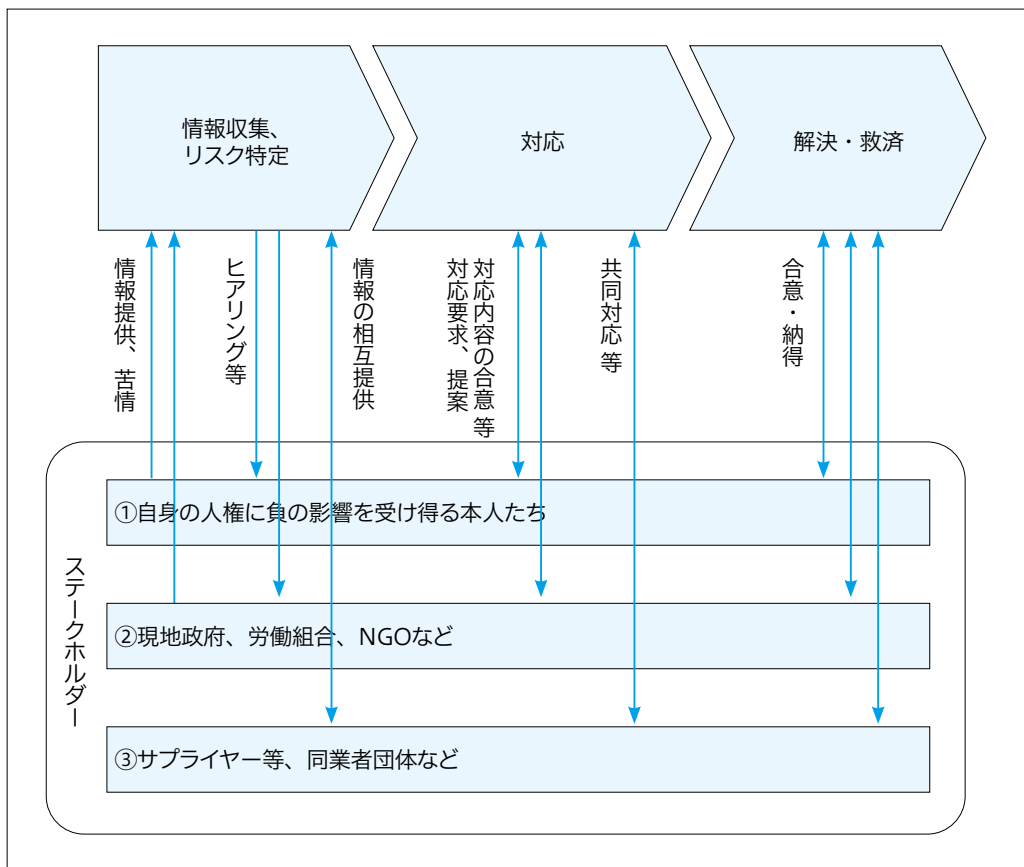 情報収集、
リスク特定
対応
解決・救済
情報提供、苦情
ヒアリング等
情報の相互提供
対応内容の合意 等
対応要求、提案
共同対応 等
合意・納得
ステークホルダー
①自身の人権に負の影響を受け得る本人たち
②現地政府、労働組合、NGOなど
③サプライヤー等、同業者団体など